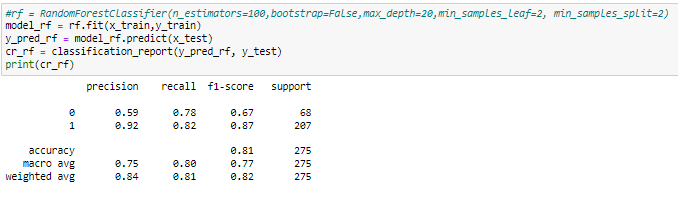 #rf = RandomForestClassifier(n_estimators=100,bootstrap=False,max_depth=20,min_samples_leaf=2, min_samples_split=2)
model_rf = rf.fit(x_train,y_train)
y_pred_rf = model_rf.predict(x_test)
cr_rf = classification_report(y_pred_rf, y_test)
print(cr_rf)
precision recall f1-score support
0 0.59 0.78 0.67 68
1 0.92 0.82 0.87 207
accuracy 0.81 275
macro avg 0.75 0.80 0.77 275
weighted avg 0.84 0.81 0.82 275